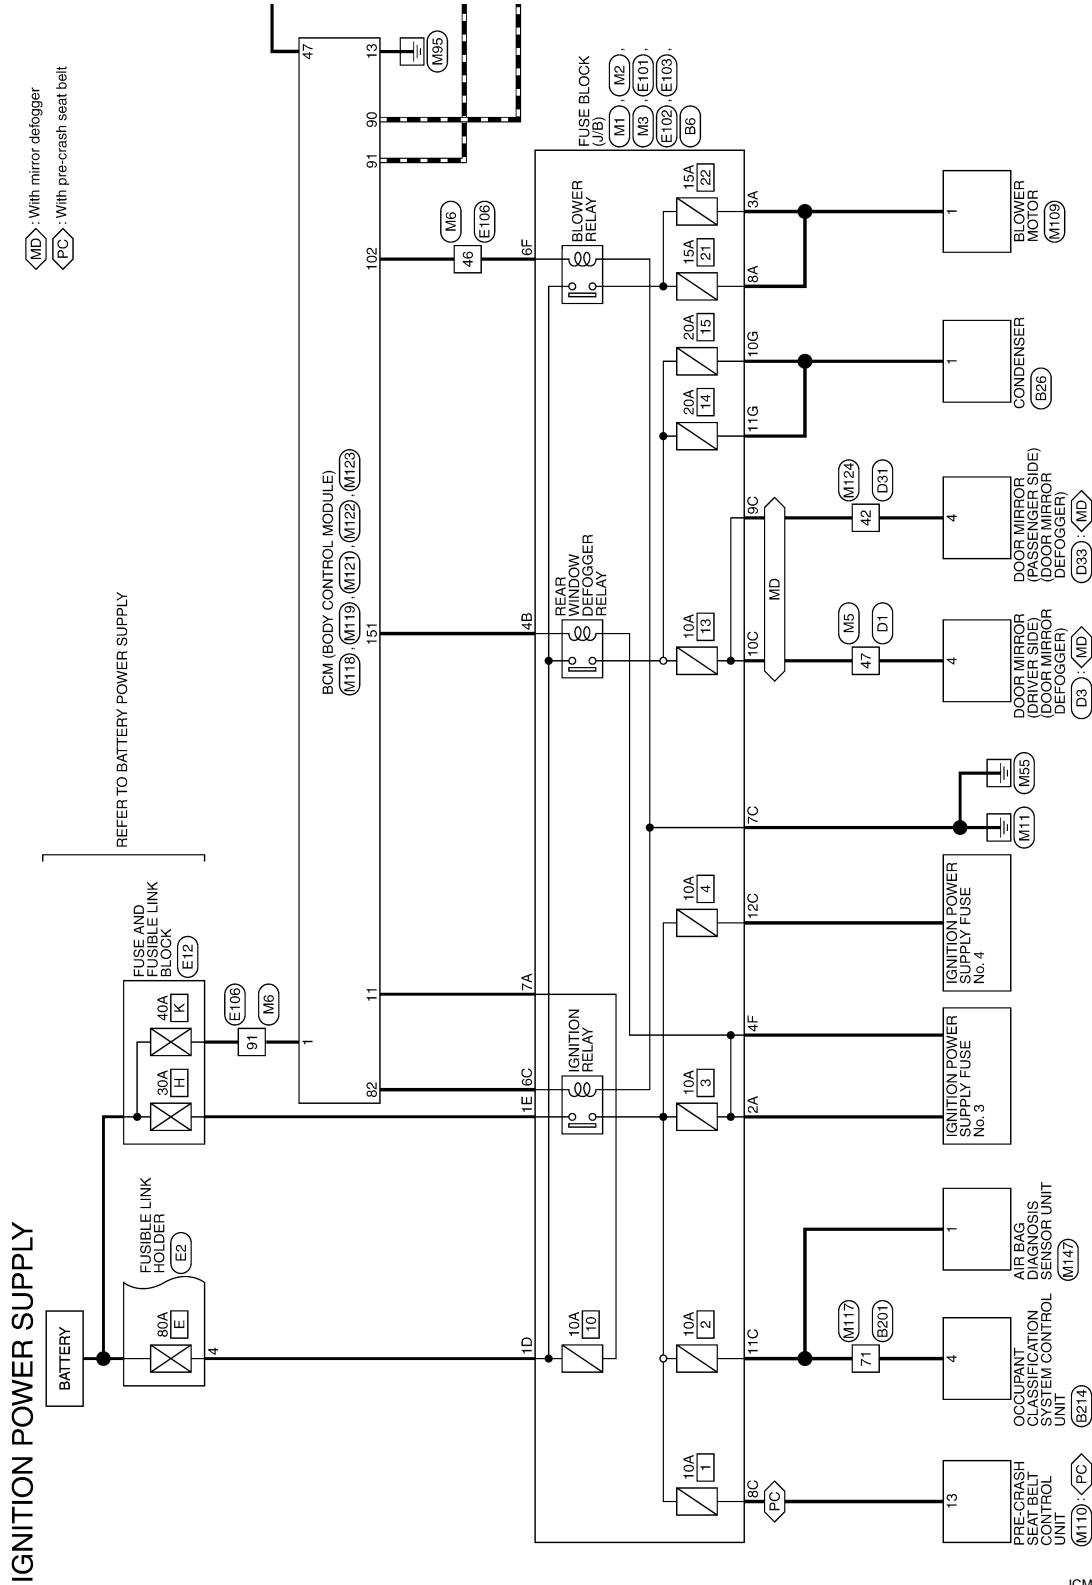 IGNITION POWER SUPPLY
MD : With mirror defogger
PC : With pre-crash seat belt
REFER TO BATTERY POWER SUPPLY
BATTERY
FUSIBLE LINK
HOLDER
E2
80A
E
4
FUSE AND
FUSIBLE LINK
BLOCK
E12
30A
H
40A
K
91
E106
M6
BCM (BODY CONTROL MODULE)
M118 , M119 , M121 , M122 , M123
1
47
82
11
151
102
91
90
13
M95
46
M6
E106
1D
1E
6C
7A
4B
6F
FUSE BLOCK
(J/B)
M1 , M2 ,
M3 , E101 ,
E102 , E103 ,
B6
IGNITION
RELAY
REAR
WINDOW
DEFOGGER
RELAY
BLOWER
RELAY
10A
10
10A
1
10A
2
10A
3
10A
4
10A
13
20A
14
20A
15
15A
21
15A
22
8C
11C
2A
4F
12C
7C
10C
9C
11G
10G
8A
3A
PC
MD
71
M117
B201
47
M5
D1
42
M124
D31
M11
M55
13
PRE-CRASH
SEAT BELT
CONTROL
UNIT
M110 : PC
4
OCCUPANT
CLASSIFICATION
SYSTEM CONTROL
UNIT
B214
1
AIR BAG
DIAGNOSIS
SENSOR UNIT
M147
IGNITION POWER
SUPPLY FUSE
No. 3
IGNITION POWER
SUPPLY FUSE
No. 4
4
DOOR MIRROR
(DRIVER SIDE)
(DOOR MIRROR
DEFOGGER)
D3 : MD
4
DOOR MIRROR
(PASSENGER SIDE)
(DOOR MIRROR
DEFOGGER)
D33 : MD
1
CONDENSER
B26
1
BLOWER
MOTOR
M109